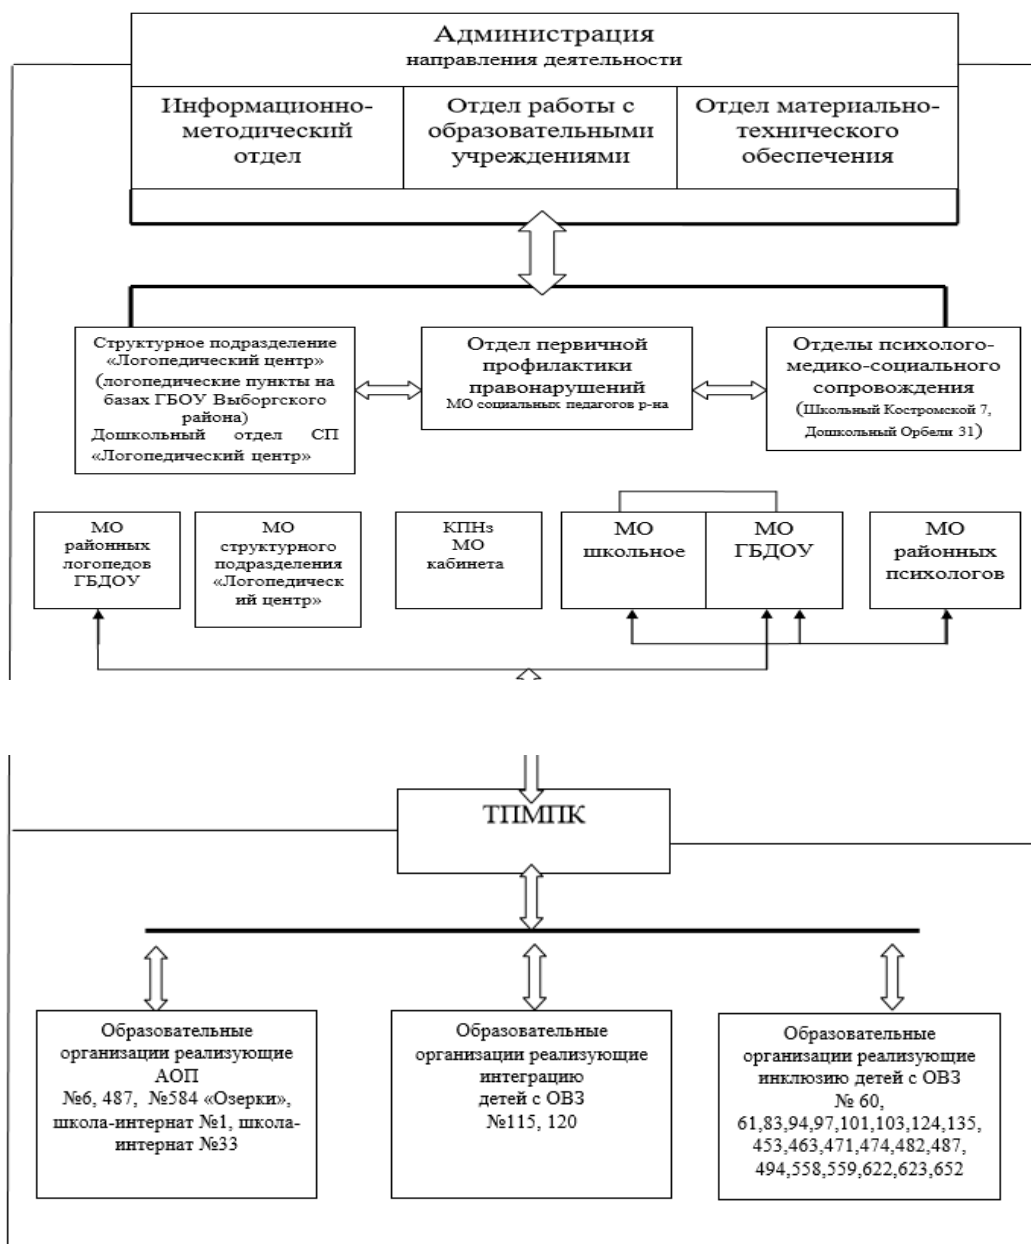 Администрация
направления деятельности
Информационно-
методический
отдел
Отдел работы с
образовательными
учреждениями
Отдел материально-
технического
обеспечения
Структурное подразделение
«Логопедический центр»
(логопедические пункты на
базах ГБОУ Выборгского
района)
Дошкольный отдел СП
«Логопедический центр»
Отдел первичной
профилактики
правонарушений
МО социальных педагогов р-на
Отделы психолого-
медико-социального
сопровождения
(Школьный Костромской 7,
Дошкольный Орбели 31)
МО
районных
логопедов
ГБДОУ
МО
структурного
подразделения
«Логопедическ
ий центр»
КПНз
МО
кабинета
МО
школьное
МО
ГБДОУ
МО
районных
психологов
ТПМПК
Образовательные
организации реализующие
АОП
№6, 487, №584 «Озерки»,
школа-интернат №1, школа-
интернат №33
Образовательные
организации реализующие
интеграцию
детей с ОВЗ
№115, 120
Образовательные
организации реализующие
инклюзию детей с ОВЗ
№ 60,
61,83,94,97,101,103,124,135,
453,463,471,474,482,487,
494,558,559,622,623,652